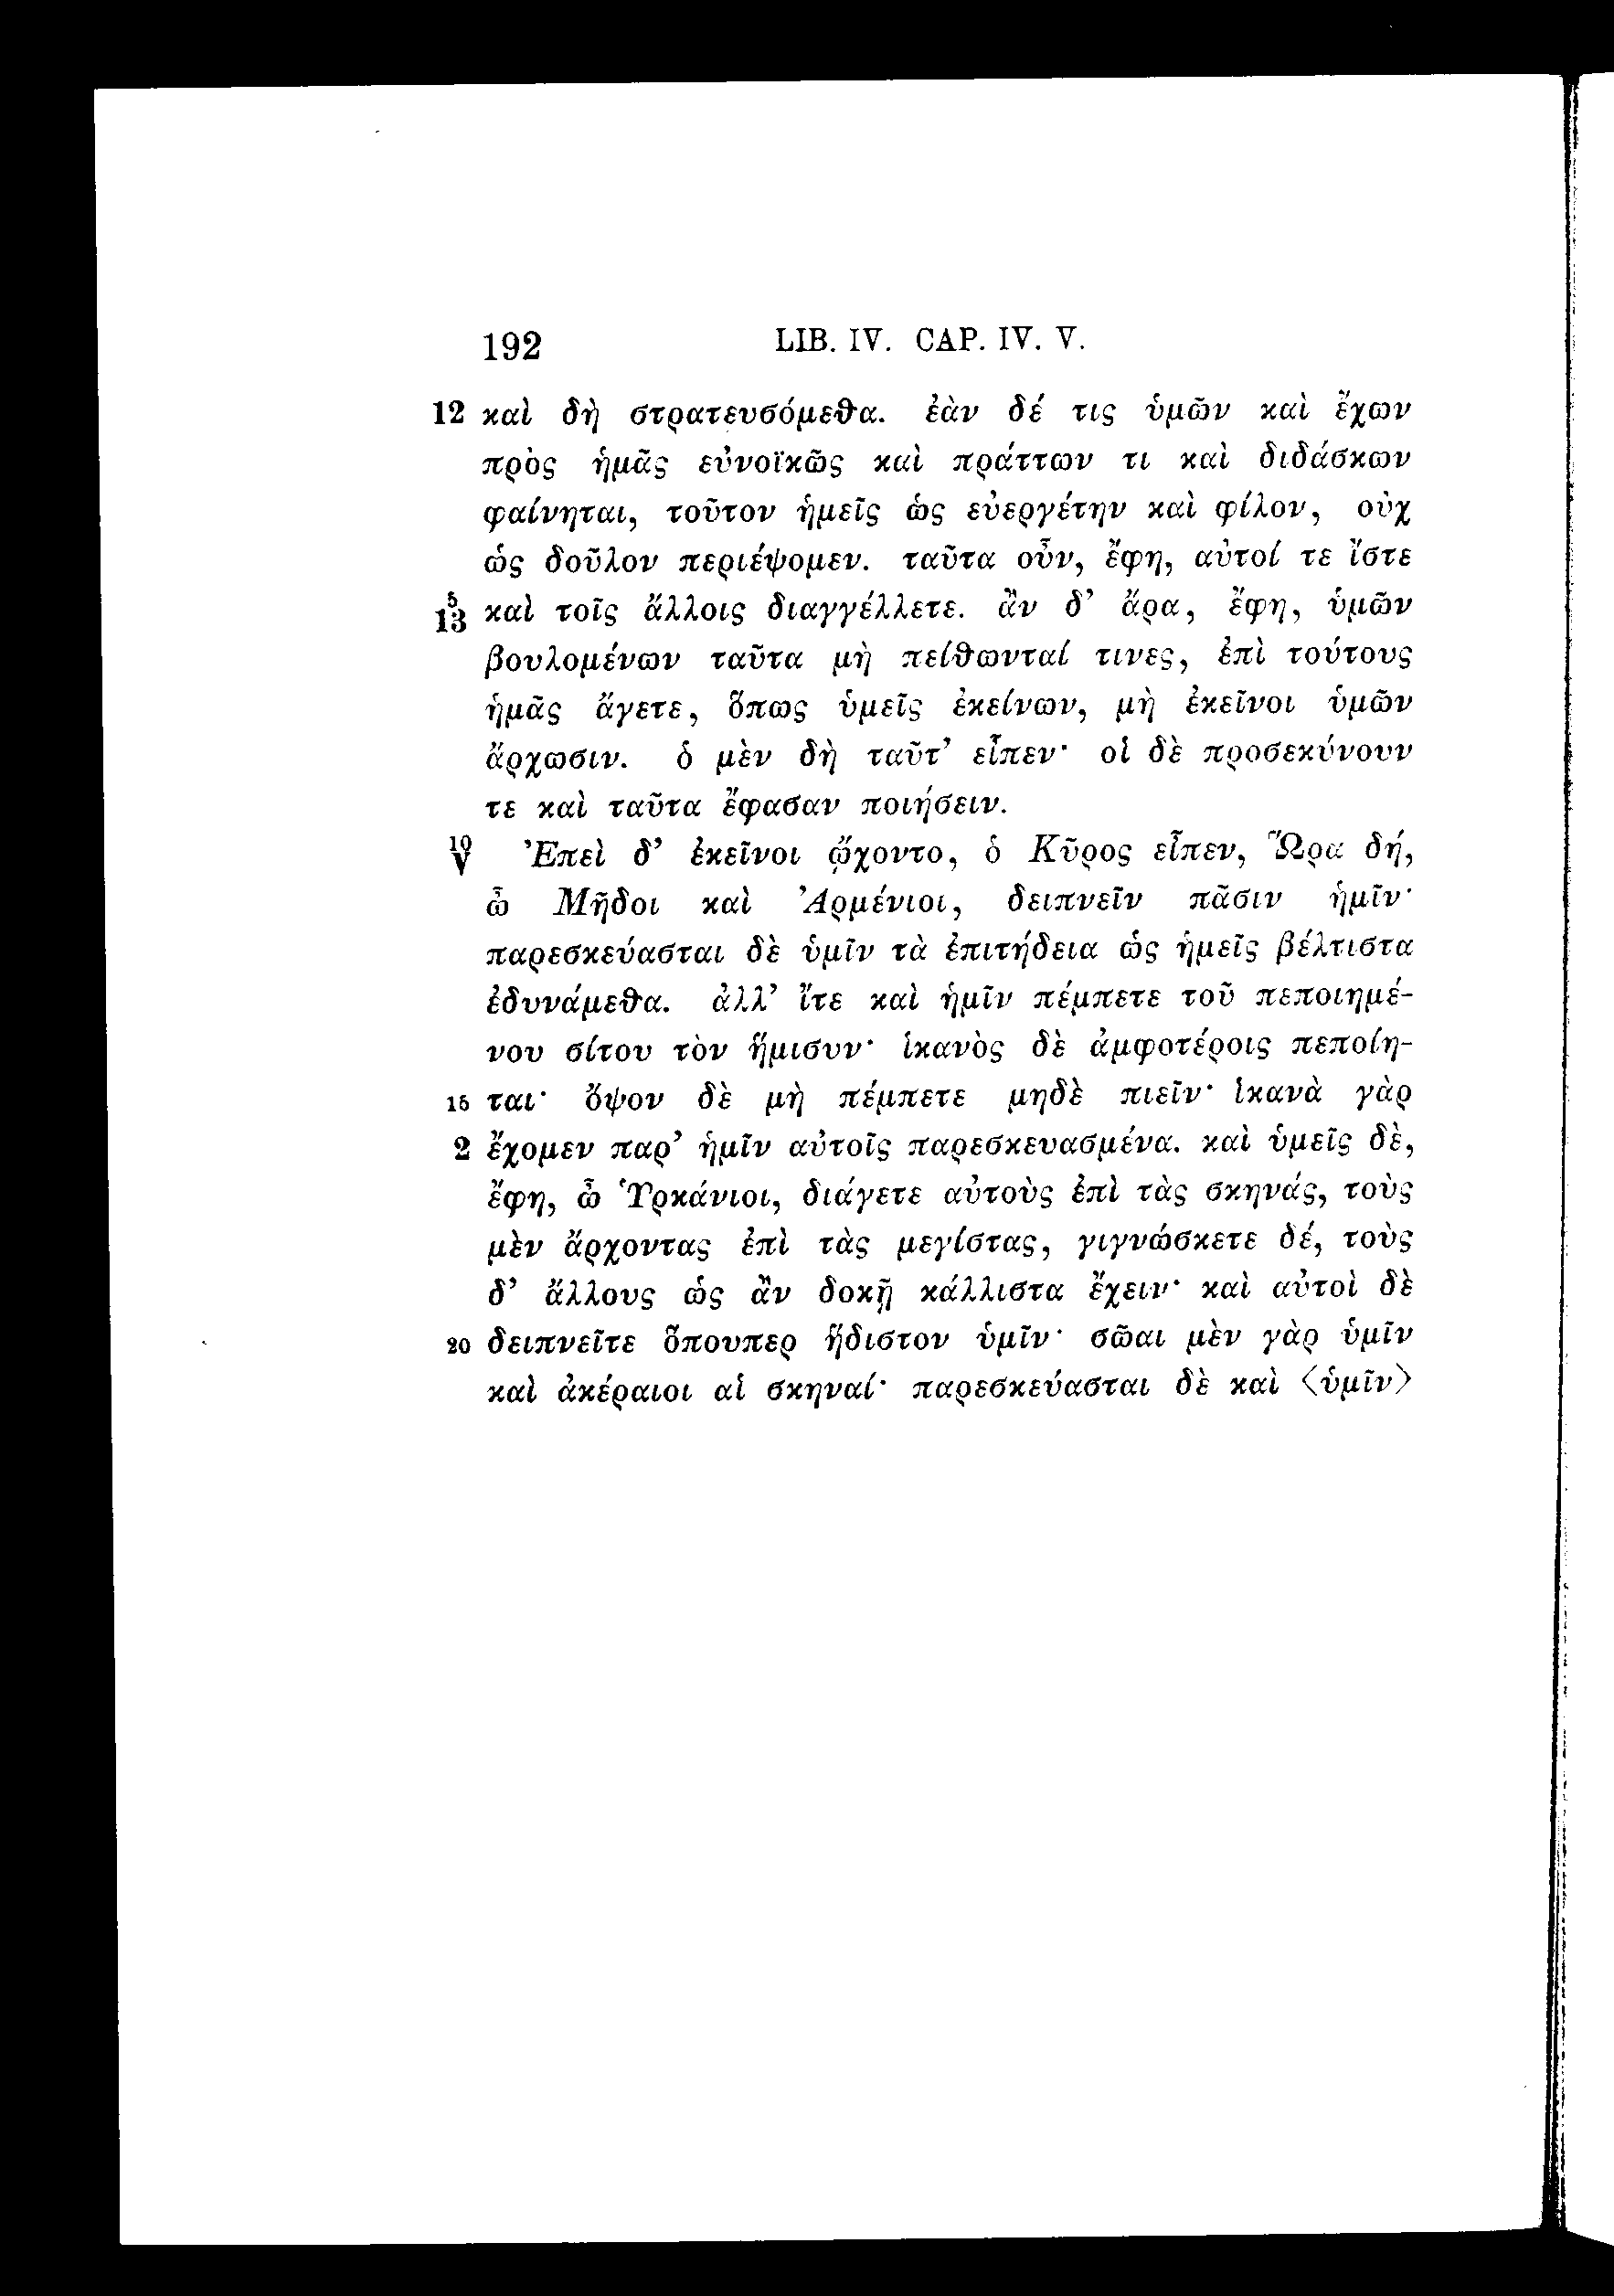 192 LIB. IV. CAP. IV. V.
12 καὶ δὴ στρατευσόμεθα. ἐὰν δέ τις ὑμῶν καὶ ἔχων
πρὸς ἡμᾶς εὐνοϊκῶς καὶ πράττων τι καὶ διδάσκων
φαίνηται, τοῦτον ἡμεῖς ὡς εὐεργέτην καὶ φίλον, οὐχ
ὡς δοῦλον περιέψομεν. ταῦτα οὖν, ἔφη, αὐτοί τε ἴστε
5 13 καὶ τοῖς ἄλλοις διαγγέλλετε. ἂν δ’ ἄρα, ἔφη, ὑμῶν
βουλομένων ταῦτα μὴ πείθωνταί τινες, ἐπὶ τούτους
ἡμᾶς ἄγετε, ὅπως ὑμεῖς ἐκείνων, μὴ ἐκεῖνοι ὑμῶν
ἄρχωσιν. ὁ μὲν δὴ ταῦτ’ εἶπεν· οἱ δὲ προσεκύνουν
τε καὶ ταῦτα ἔφασαν ποιήσειν.
10 V Ἐπεὶ δ’ ἐκεῖνοι ᾤχοντο, ὁ Κῦρος εἶπεν, Ὥρα δή,
ὦ Μῆδοι καὶ Ἀρμένιοι, δειπνεῖν πᾶσιν ἡμῖν·
παρεσκεύασται δὲ ὑμῖν τὰ ἐπιτήδεια ὡς ἡμεῖς βέλτιστα
ἐδυνάμεθα. ἀλλ’ ἴτε καὶ ἡμῖν πέμπετε τοῦ πεποιημέ-
νου σίτου τὸν ἥμισυν· ἱκανὸς δὲ ἀμφοτέροις πεποίη-
15 ται· ὄψον δὲ μὴ πέμπετε μηδὲ πιεῖν· ἱκανὰ γὰρ
2 ἔχομεν παρ’ ἡμῖν αὐτοῖς παρεσκευασμένα. καὶ ὑμεῖς δὲ,
ἔφη, ὦ Ὑρκάνιοι, διάγετε αὐτοὺς ἐπὶ τὰς σκηνάς, τοὺς
μὲν ἄρχοντας ἐπὶ τὰς μεγίστας, γιγνώσκετε δέ, τοὺς
δ’ ἄλλους ὡς ἂν δοκῇ κάλλιστα ἔχειν· καὶ αὐτοὶ δὲ
20 δειπνεῖτε ὅπουπερ ἥδιστον ὑμῖν· σῶαι μὲν γὰρ ὑμῖν
καὶ ἀκέραιοι αἱ σκηναί· παρεσκεύασται δὲ καὶ ⟨ὑμῖν⟩